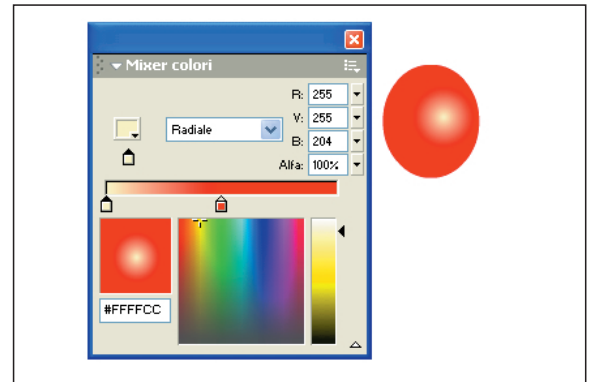 Mixer colori
R: 255
V: 255
Radiale
B: 204
Alfa: 100%
#FFFFCC